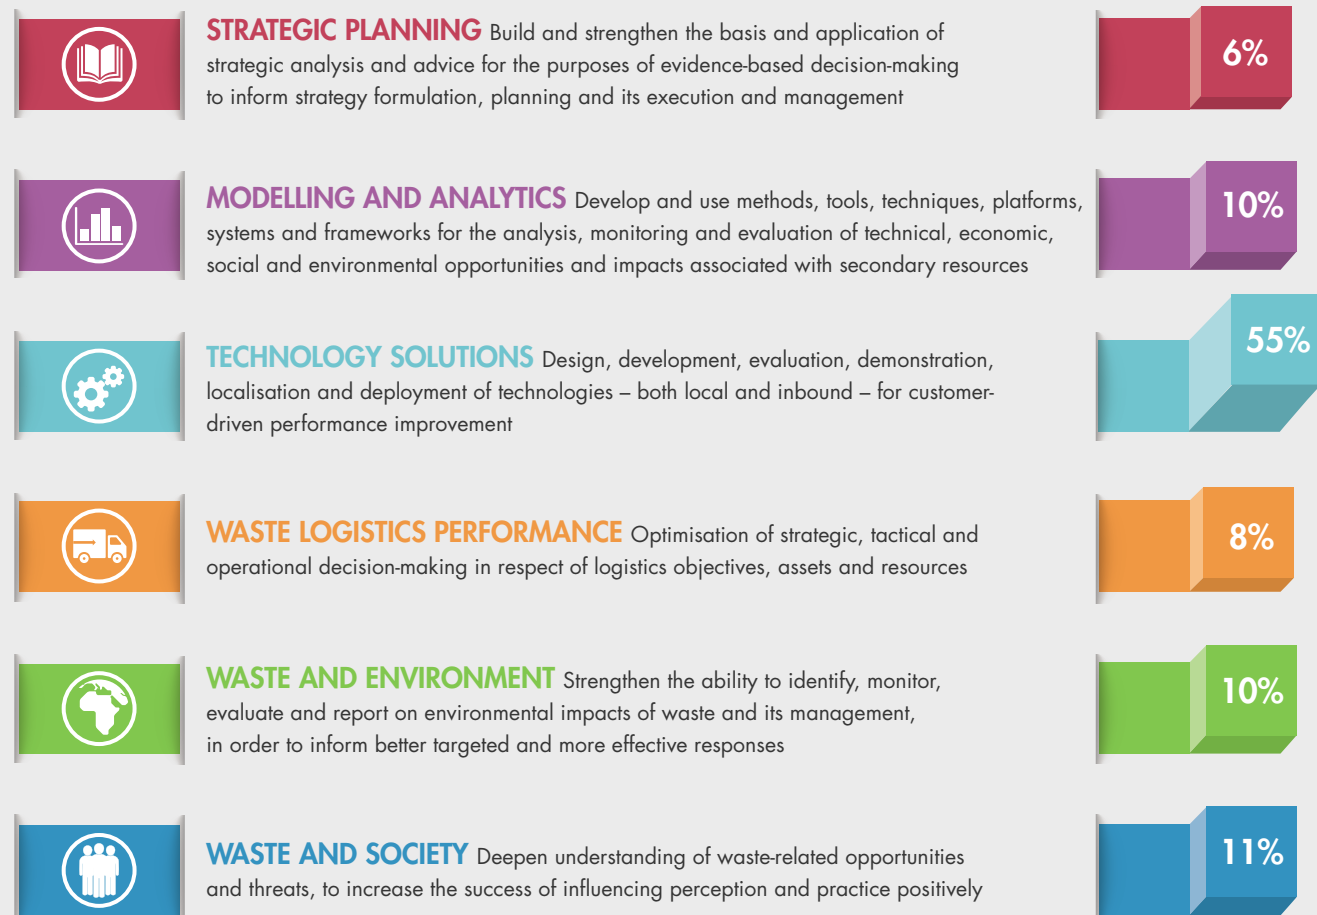 STRATEGIC PLANNING Build and strengthen the basis and application of
strategic analysis and advice for the purposes of evidence-based decision-making
to inform strategy formulation, planning and its execution and management
6%
MODELLING AND ANALYTICS Develop and use methods, tools, techniques, platforms,
systems and frameworks for the analysis, monitoring and evaluation of technical, economic,
social and environmental opportunities and impacts associated with secondary resources
10%
TECHNOLOGY SOLUTIONS Design, development, evaluation, demonstration,
localisation and deployment of technologies – both local and inbound – for customer-
driven performance improvement
55%
WASTE LOGISTICS PERFORMANCE Optimisation of strategic, tactical and
operational decision-making in respect of logistics objectives, assets and resources
8%
WASTE AND ENVIRONMENT Strengthen the ability to identify, monitor,
evaluate and report on environmental impacts of waste and its management,
in order to inform better targeted and more effective responses
10%
WASTE AND SOCIETY Deepen understanding of waste-related opportunities
and threats, to increase the success of influencing perception and practice positively
11%